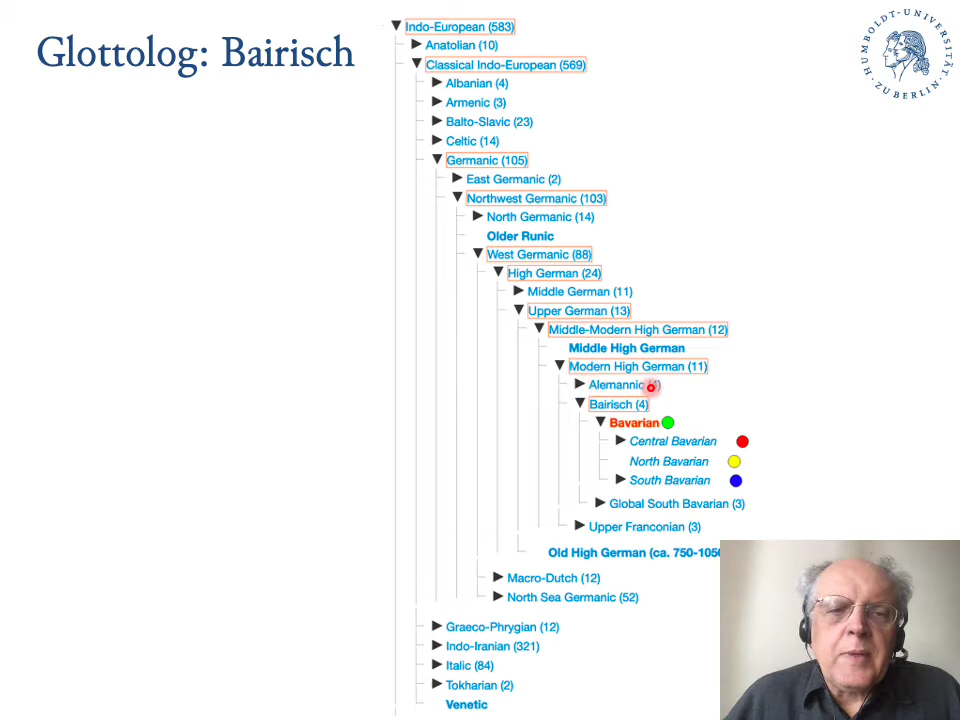 Glottolog: Bairisch
HUMBOLDT-UNIVERSITÄT
ZU BERLIN
Indo-European (583)
Anatolian (10)
Classical Indo-European (569)
Albanian (4)
Armenic (3)
Balto-Slavic (23)
Celtic (14)
Germanic (105)
East Germanic (2)
Northwest Germanic (103)
North Germanic (14)
Older Runic
West Germanic (88)
High German (24)
Middle German (11)
Upper German (13)
Middle-Modern High German (12)
Middle High German
Modern High German (11)
Alemannic
Bairisch (4)
Bavarian
Central Bavarian
North Bavarian
South Bavarian
Global South Bavarian (3)
Upper Franconian (3)
Old High German (ca. 750-1050
Macro-Dutch (12)
North Sea Germanic (52)
Graeco-Phrygian (12)
Indo-Iranian (321)
Italic (84)
Tokharian (2)
Venetic